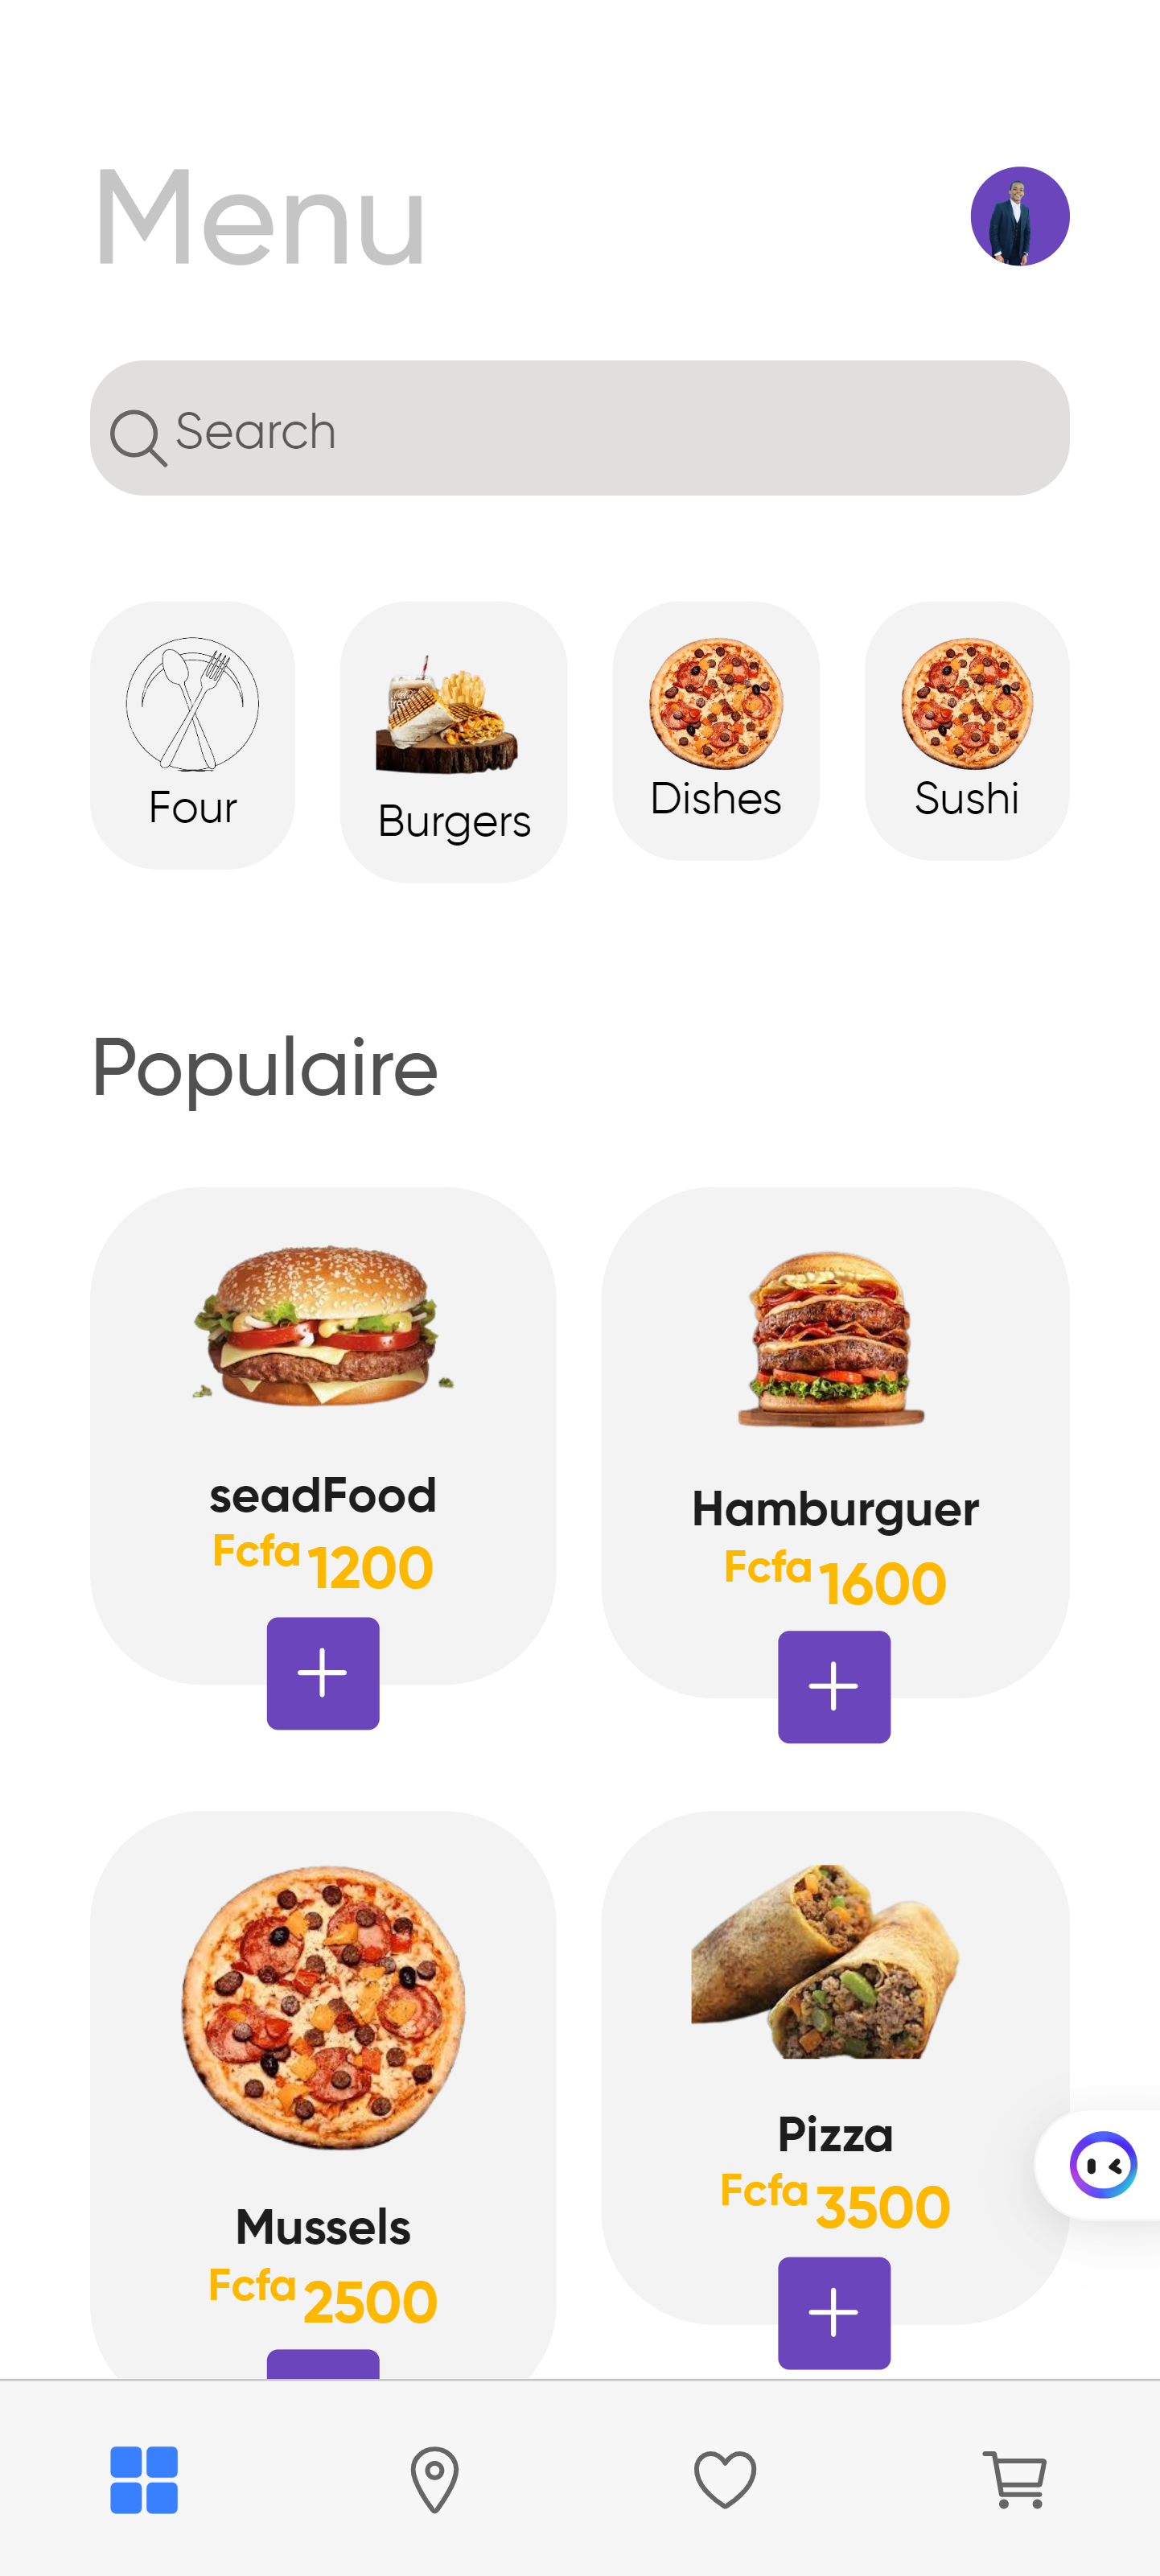 Menu
Search
Four
Burgers
Dishes
Sushi
Populaire
seadFood
Fcfa 1200
Hamburguer
Fcfa 1600
Mussels
Fcfa 2500
Pizza
Fcfa 3500